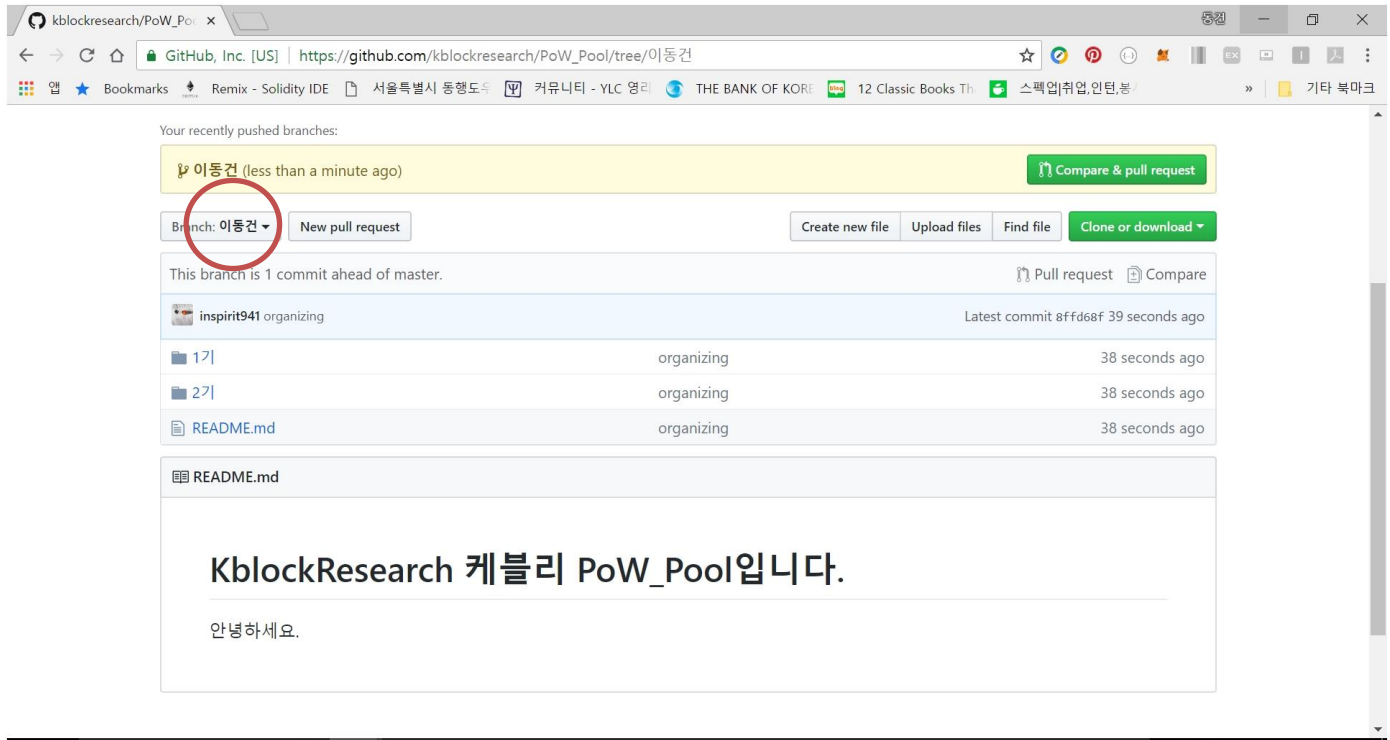 kblockresearch/PoW_Po
동건
GitHub, Inc. [US] https://github.com/kblockresearch/PoW_Pool/tree/이동건
앱 Bookmarks Remix - Solidity IDE 서울특별시 동행도우 커뮤니티 - YLC 영리 THE BANK OF KORE 12 Classic Books Th 스펙업|취업,인턴,봉 » 기타 북마크
Your recently pushed branches:
이동건 (less than a minute ago) Compare & pull request
Branch: 이동건 New pull request Create new file Upload files Find file Clone or download
This branch is 1 commit ahead of master. Pull request Compare
inspirit941 organizing Latest commit 8ffd68f 39 seconds ago
1기 organizing 38 seconds ago
2기 organizing 38 seconds ago
README.md organizing 38 seconds ago
README.md
KblockResearch 케블리 PoW_Pool입니다.
안녕하세요.